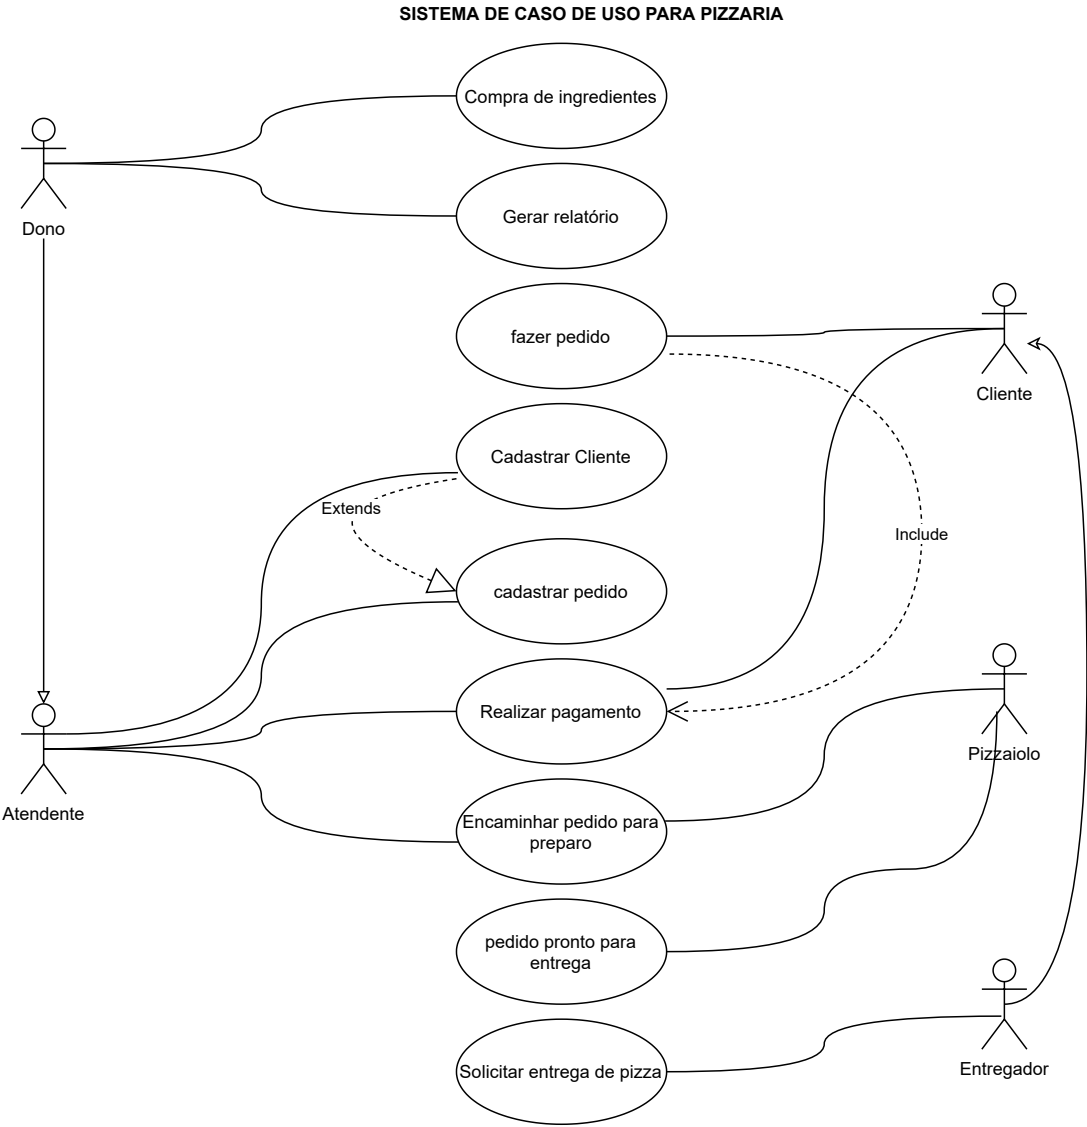 SISTEMA DE CASO DE USO PARA PIZZARIA
Compra de ingredientes
Dono
Gerar relatório
fazer pedido
Cliente
Cadastrar Cliente
Extends
Include
cadastrar pedido
Realizar pagamento
Pizzaiolo
Atendente
Encaminhar pedido para
preparo
pedido pronto para
entrega
Solicitar entrega de pizza
Entregador